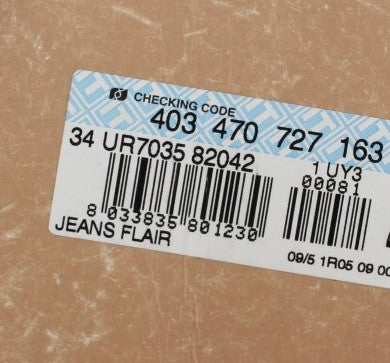 CHECKING CODE
403 470 727 163
34 UR7035 82042
1 UY3
00081
8 033835 801230
JEANS FLAIR
09/5 1R05 09 00